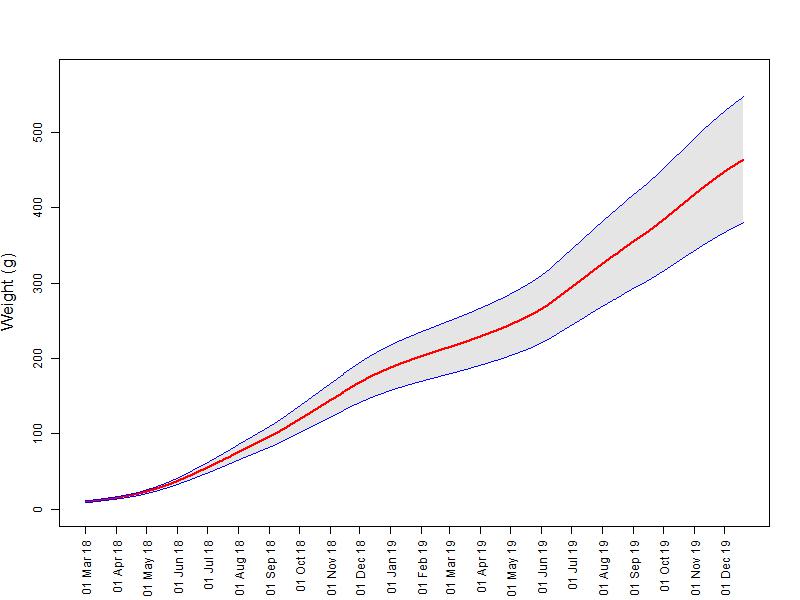 Weight (g)
500
400
300
200
100
0
01 Mar 18
01 Apr 18
01 May 18
01 Jun 18
01 Jul 18
01 Aug 18
01 Sep 18
01 Oct 18
01 Nov 18
01 Dec 18
01 Jan 19
01 Feb 19
01 Mar 19
01 Apr 19
01 May 19
01 Jun 19
01 Jul 19
01 Aug 19
01 Sep 19
01 Oct 19
01 Nov 19
01 Dec 19